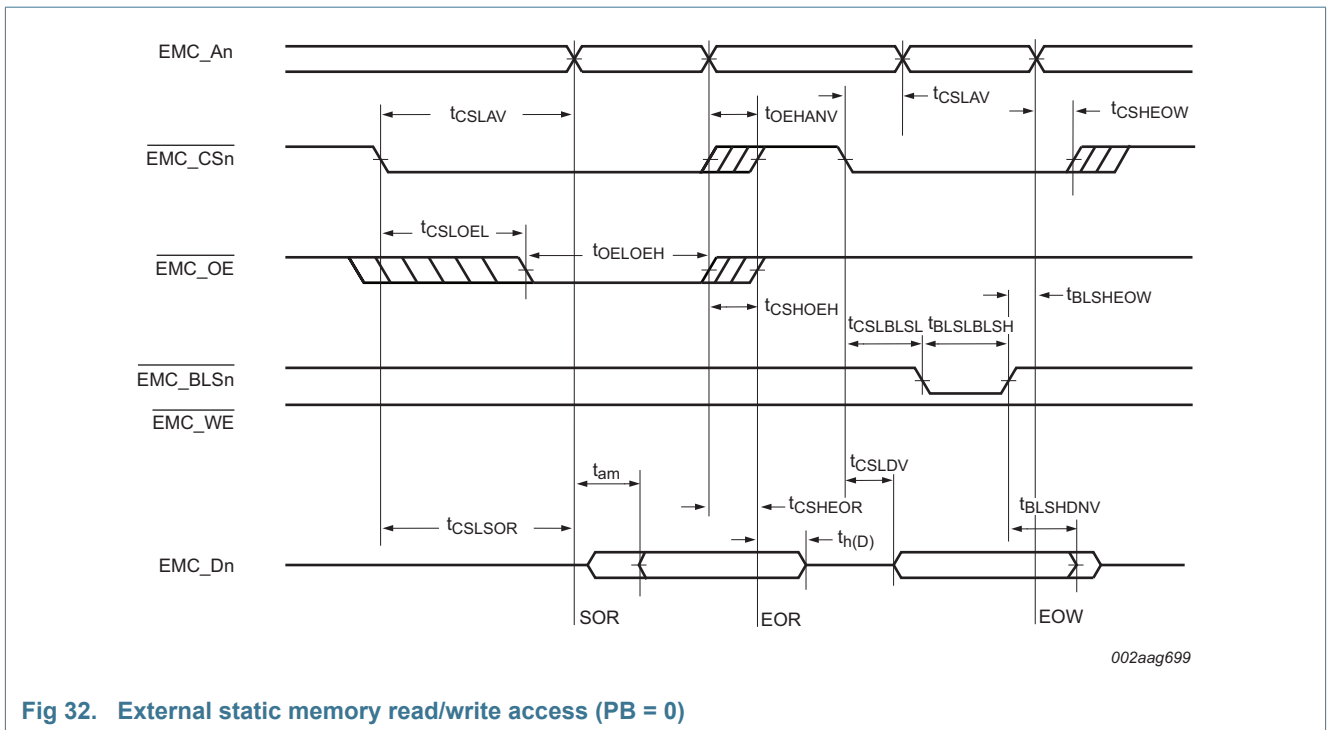 EMC_An
tCSLAV
tOEHANV
tCSLAV
tCSHEOW
EMC_CSn
tCSLOEL
tOELOEH
EMC_OE
tCSHOEH
tBLSHEOW
tCSLBLSL
tBLSLBLSH
EMC_BLSn
EMC_WE
tam
tCSLDV
tCSLSOR
tCSHEOR
tBLSHDNV
th(D)
EMC_Dn
SOR
EOR
EOW
002aag699
Fig 32. External static memory read/write access (PB = 0)